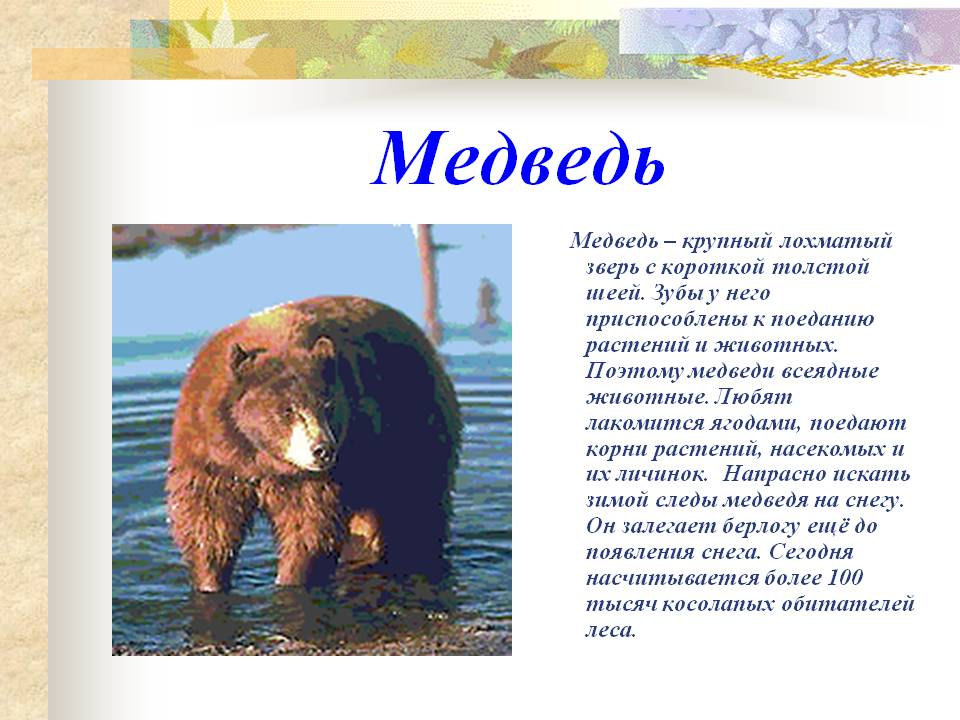 Медведь
Медведь – крупный лохматый
зверь с короткой толстой
шеей. Зубы у него
приспособлены к поеданию
растений и животных.
Поэтому медведи всеядные
животные. Любят
лакомится ягодами, поедают
корни растений, насекомых и
их личинок. Напрасно искать
зимой следы медведя на снегу.
Он залегает берлогу ещё до
появления снега. Сегодня
насчитывается более 100
тысяч косолапых обитателей
леса.